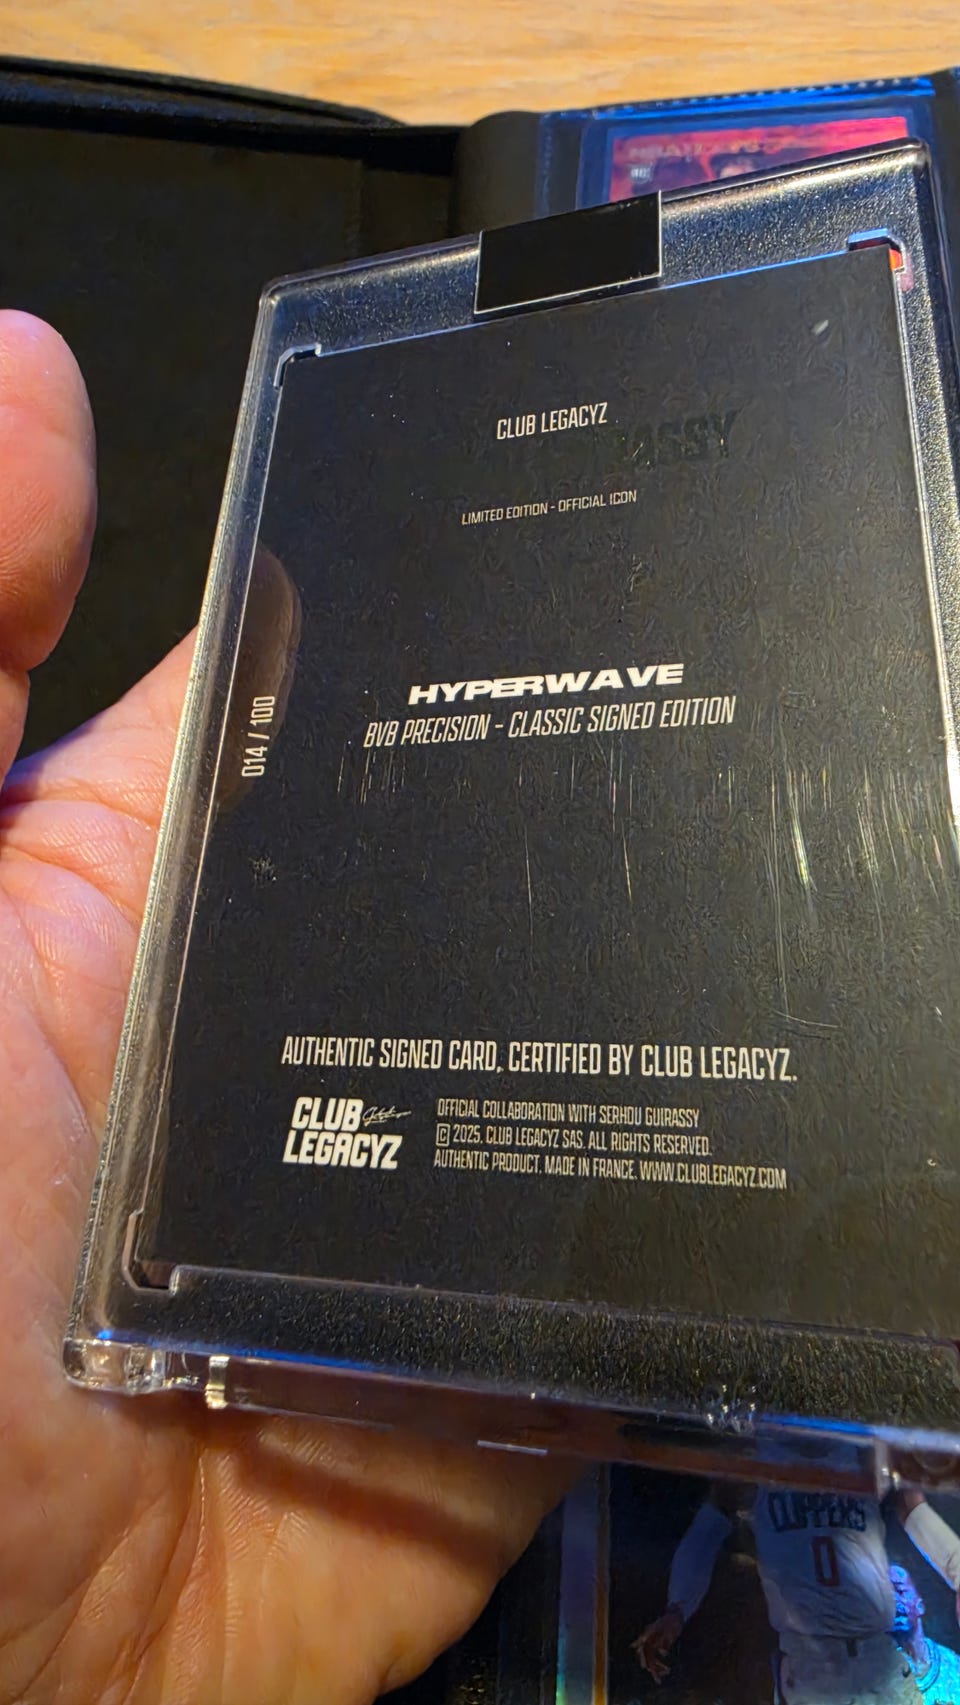 CLUB LEGACYZ
GUIRASSY
LIMITED EDITION - OFFICIAL ICON
HYPERWAVE
BVB PRECISION - CLASSIC SIGNED EDITION
014 / 100
AUTHENTIC SIGNED CARD, CERTIFIED BY CLUB LEGACYZ.
CLUB
LEGACYZ
OFFICIAL COLLABORATION WITH SERHOU GUIRASSY
© 2025. CLUB LEGACYZ SAS. ALL RIGHTS RESERVED.
AUTHENTIC PRODUCT. MADE IN FRANCE. WWW.CLUBLEGACYZ.COM
CLIPPERS
0